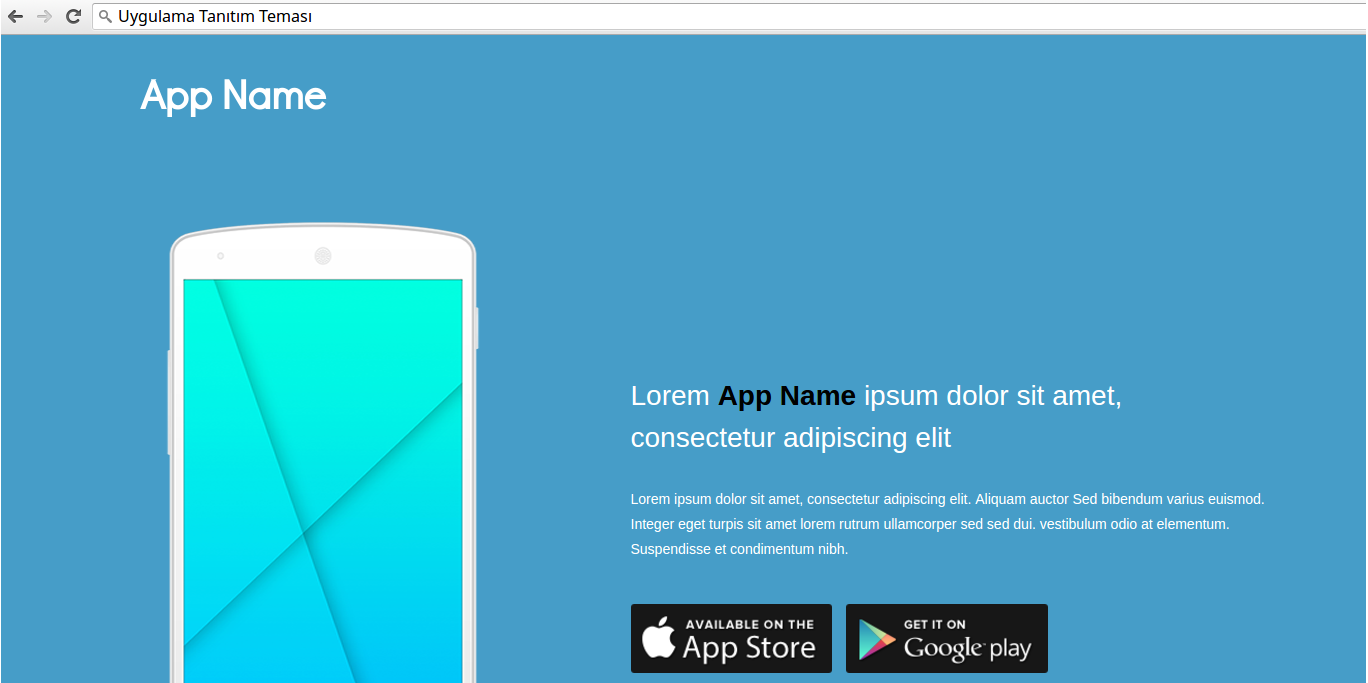 Uygulama Tanıtım Teması
App Name
Lorem App Name ipsum dolor sit amet,
consectetur adipiscing elit
Lorem ipsum dolor sit amet, consectetur adipiscing elit. Aliquam auctor Sed bibendum varius euismod.
Integer eget turpis sit amet lorem rutrum ullamcorper sed sed dui. vestibulum odio at elementum.
Suspendisse et condimentum nibh.
AVAILABLE ON THE
App Store
GET IT ON
Google play